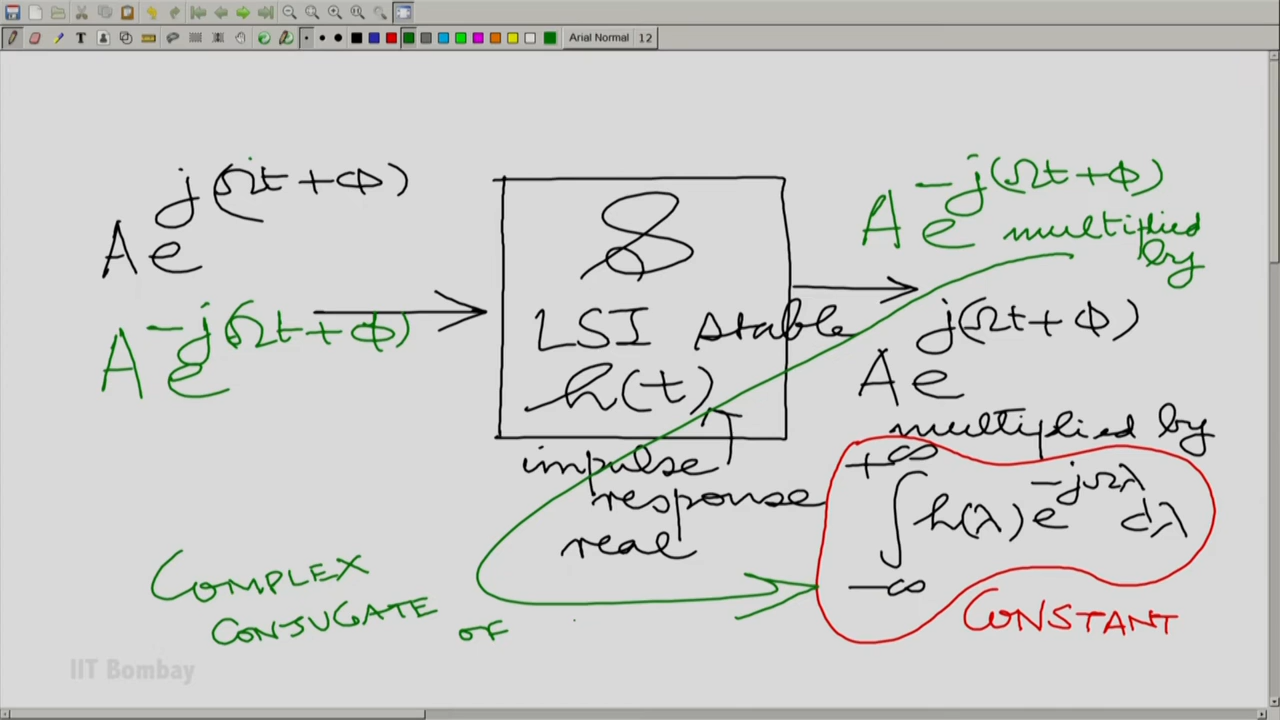 Arial Normal 12
A e^{j(Ωt+Φ)}
A e^{-j(Ωt+Φ)}
S
LSI stable
h(t)
impulse
response
real
A e^{-j(Ωt+Φ)} multiplied
by
A e^{j(Ωt+Φ)}
multiplied by
∫_{-∞}^{+∞} h(λ) e^{-jΩλ} dλ
CONSTANT
COMPLEX
CONJUGATE OF
IIT Bombay